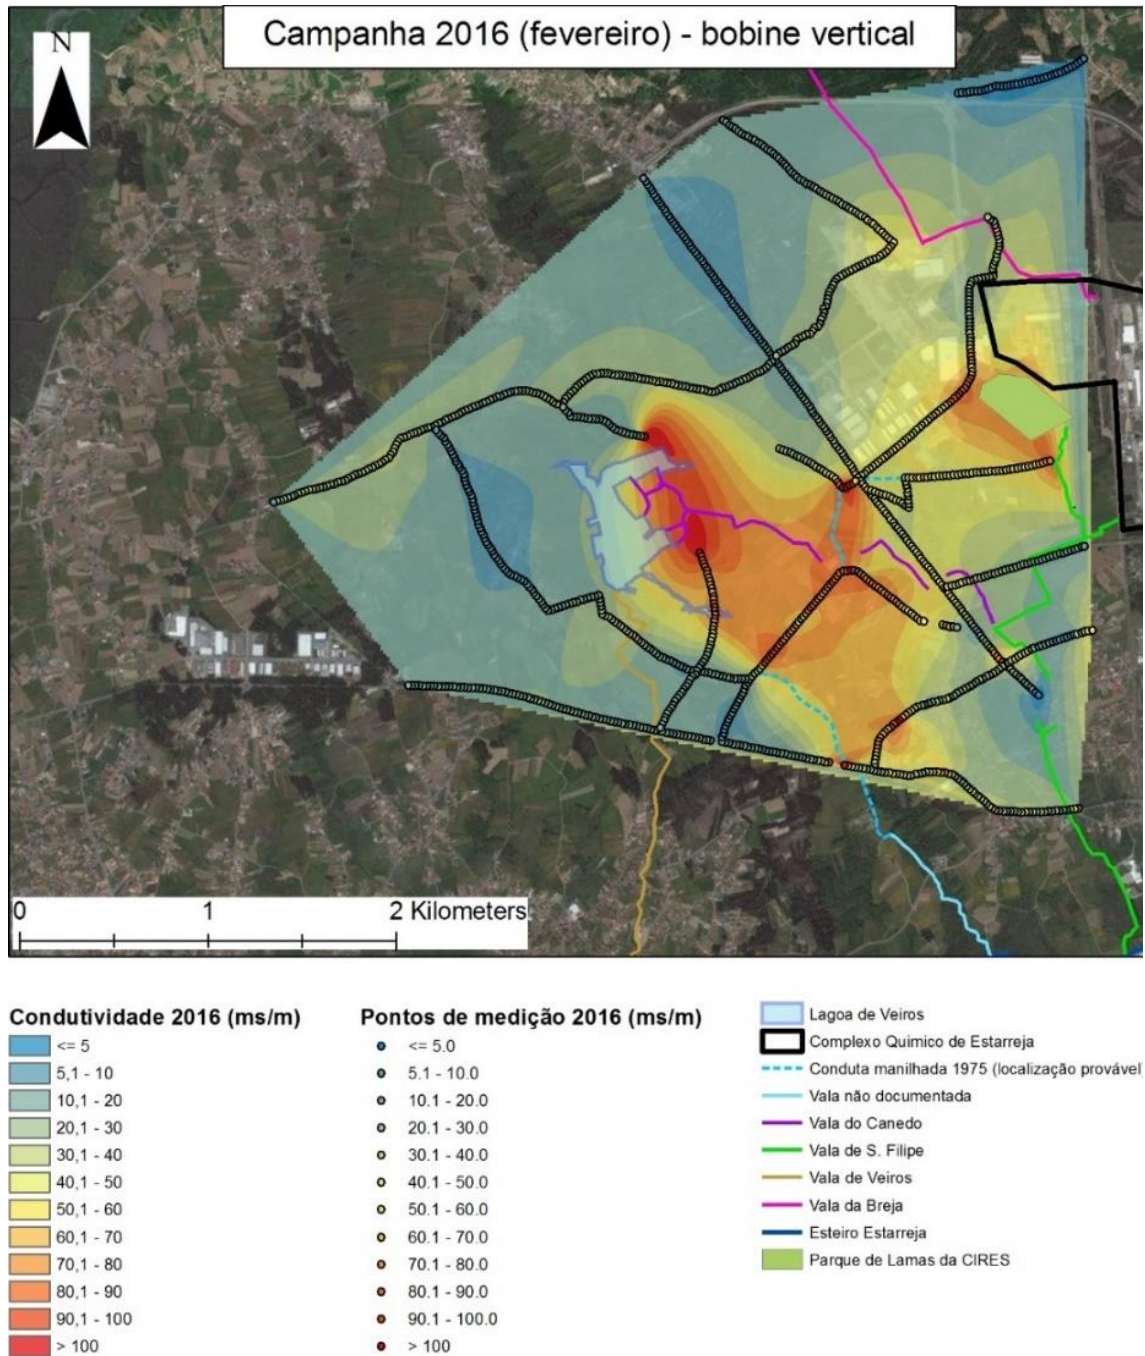 Campanha 2016 (fevereiro) - bobine vertical
N
0 1 2 Kilometers
Condutividade 2016 (ms/m)
<= 5
5,1 - 10
10,1 - 20
20,1 - 30
30,1 - 40
40,1 - 50
50,1 - 60
60,1 - 70
70,1 - 80
80,1 - 90
90,1 - 100
> 100
Pontos de medição 2016 (ms/m)
<= 5.0
5.1 - 10.0
10.1 - 20.0
20.1 - 30.0
30.1 - 40.0
40.1 - 50.0
50.1 - 60.0
60.1 - 70.0
70.1 - 80.0
80.1 - 90.0
90.1 - 100.0
> 100
Lagoa de Veiros
Complexo Quimico de Estarreja
Conduta manilhada 1975 (localização provável)
Vala não documentada
Vala do Canedo
Vala de S. Filipe
Vala de Veiros
Vala da Breja
Esteiro Estarreja
Parque de Lamas da CIRES